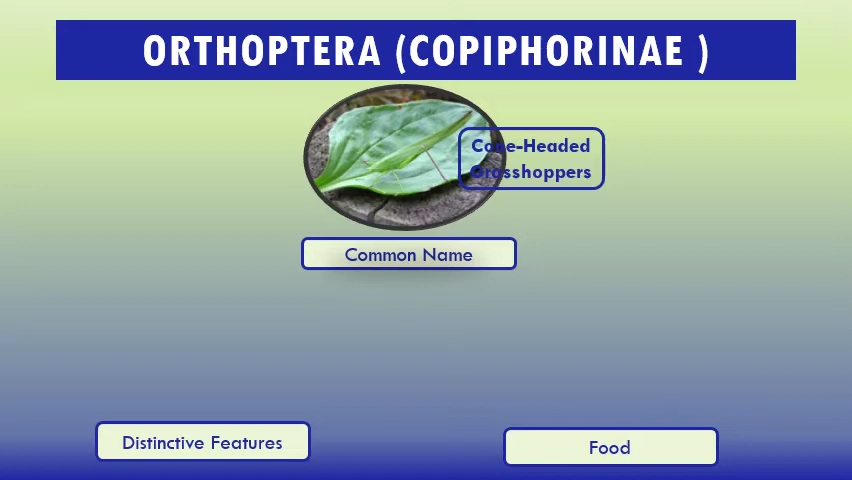 ORTHOPTERA (COPIPHORINAE )
Cone-Headed
Grasshoppers
Common Name
Distinctive Features
Food